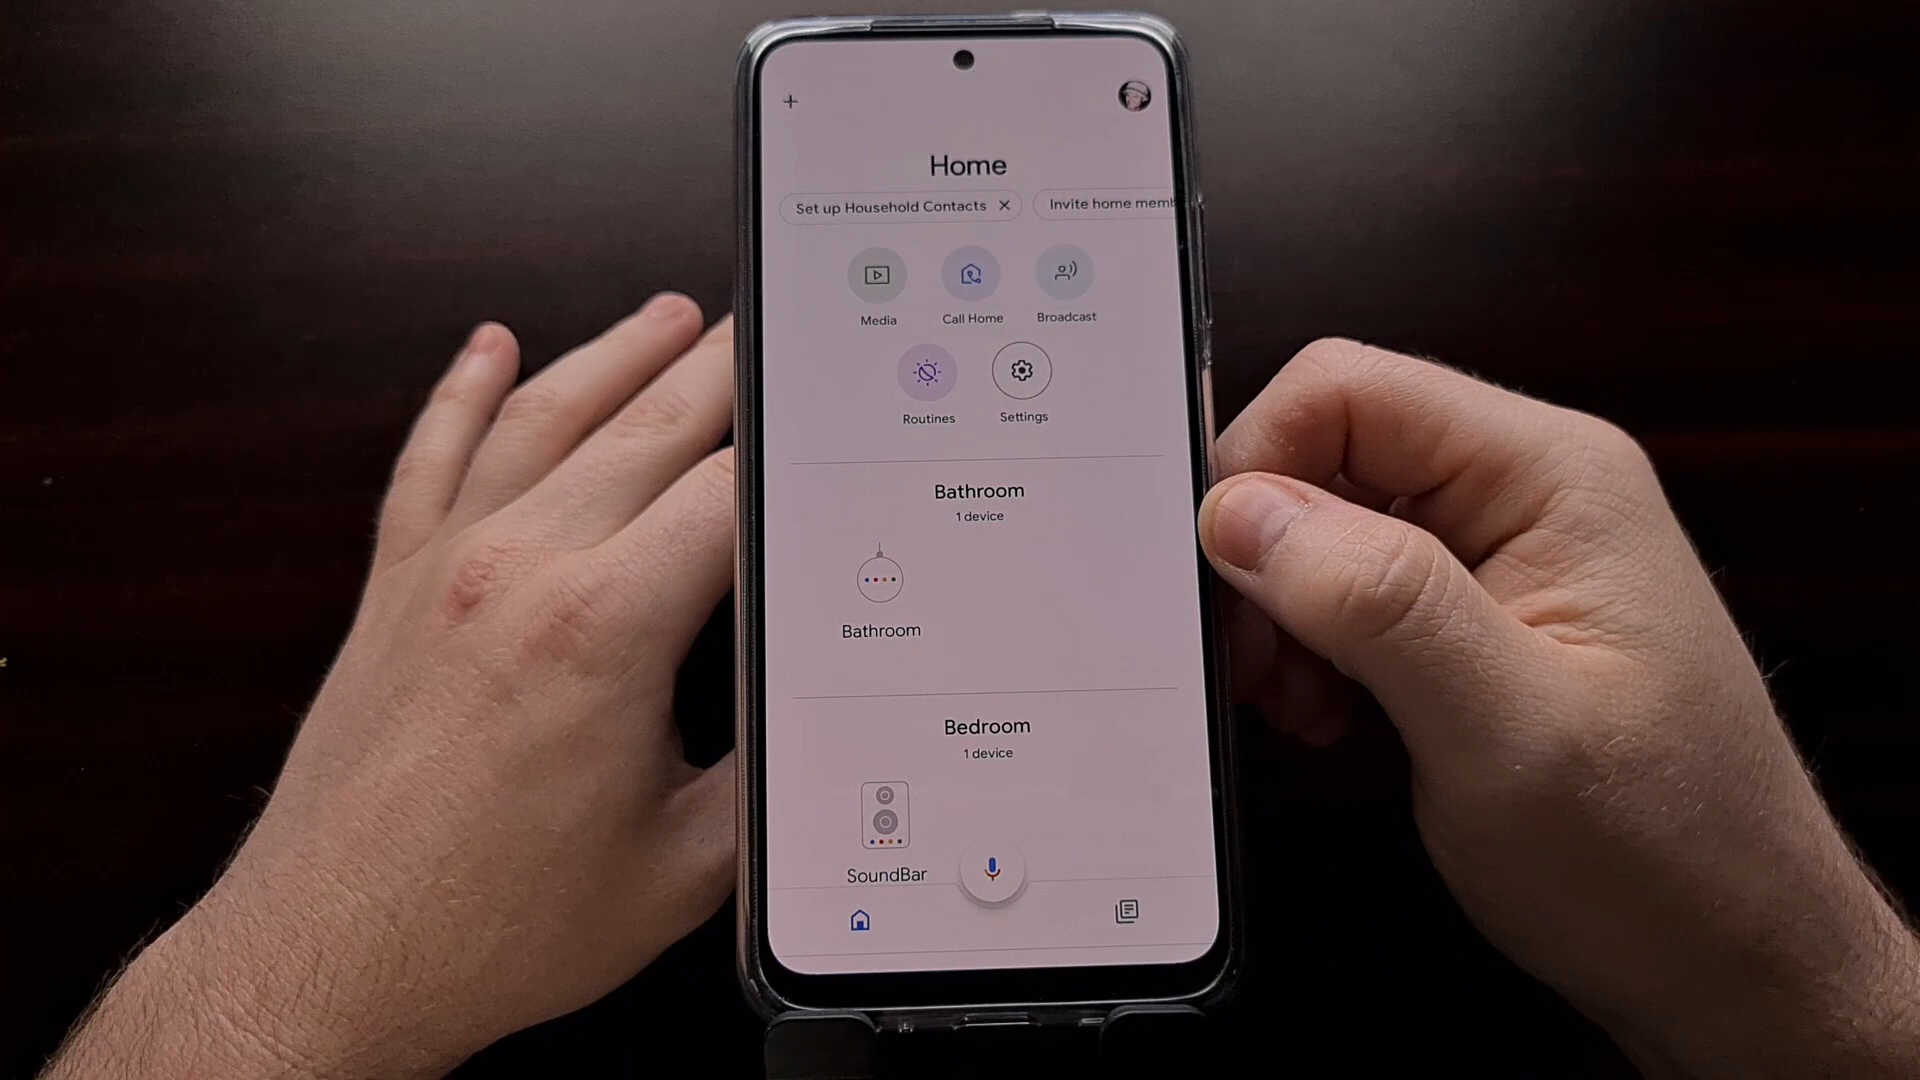 Home
Set up Household Contacts
Invite home memb
Media
Call Home
Broadcast
Routines
Settings
Bathroom
1 device
Bathroom
Bedroom
1 device
SoundBar